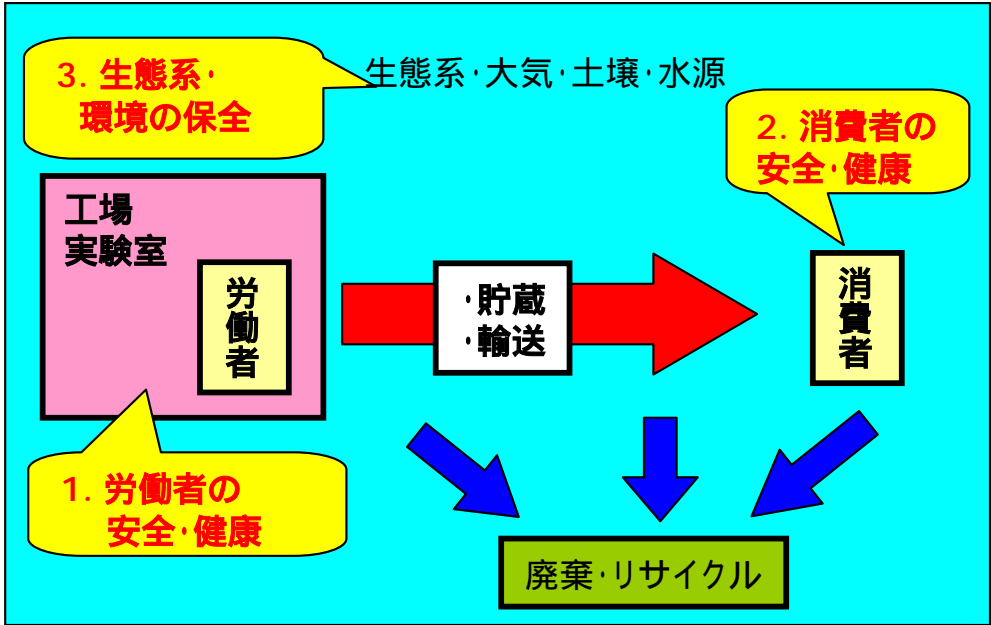 3. 生態系・
環境の保全
生態系・大気・土壌・水源
2. 消費者の
安全・健康
工場
実験室
労働者
・貯蔵
・輸送
消費者
1. 労働者の
安全・健康
廃棄・リサイクル